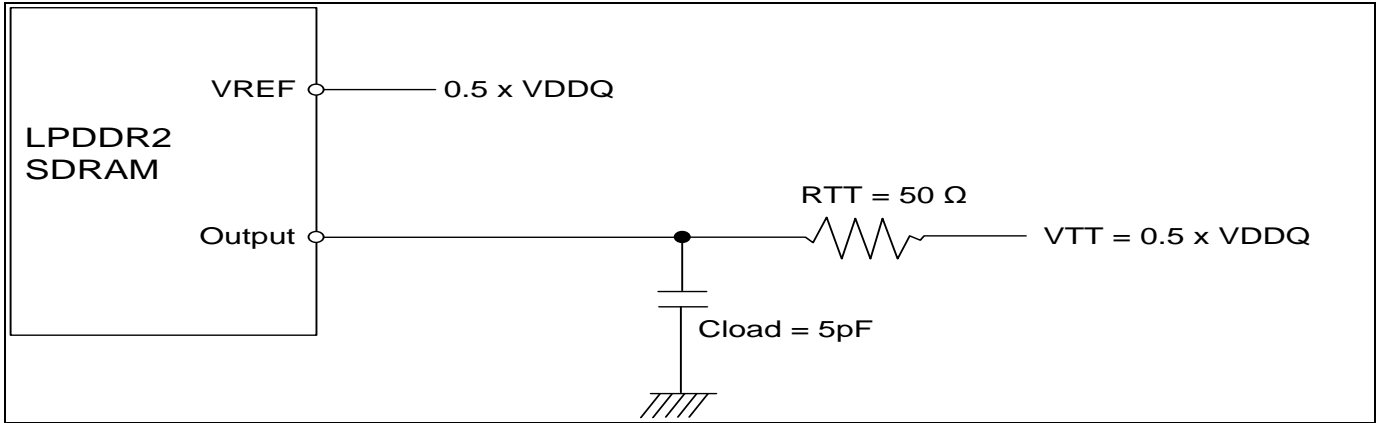 VREF
0.5 x VDDQ
LPDDR2
SDRAM
RTT = 50 Ω
Output
VTT = 0.5 x VDDQ
Cload = 5pF